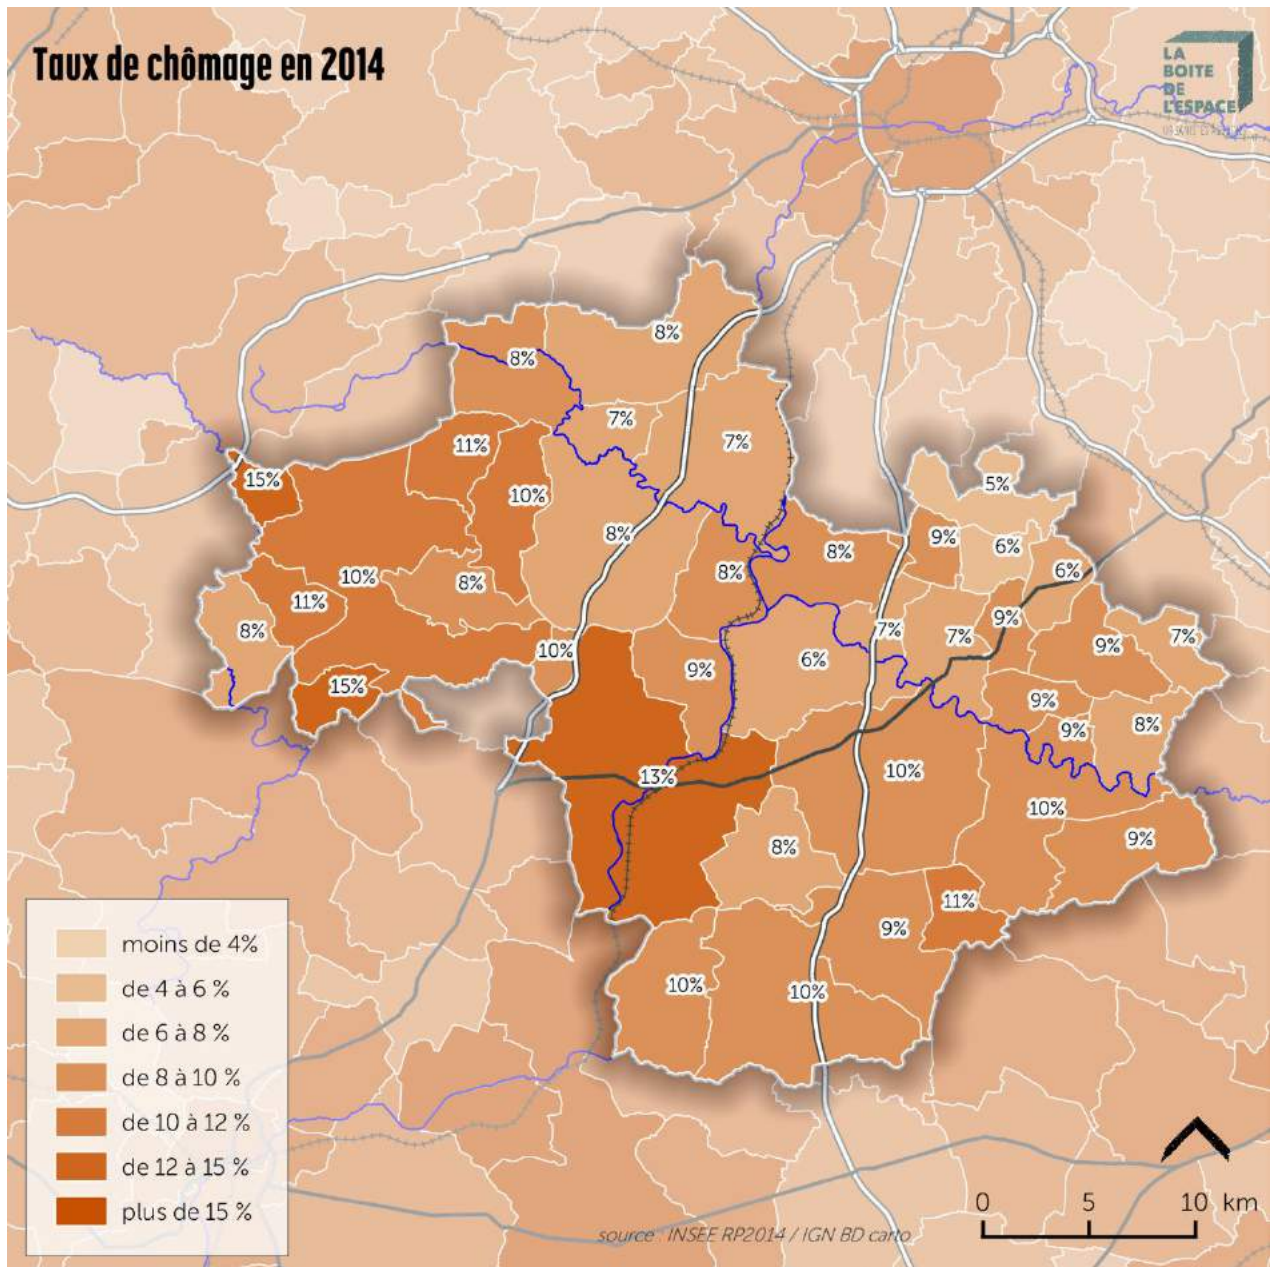 Taux de chômage en 2014
LA
BOITE
DE
L'ESPACE
8%
8%
7%
7%
11%
15%
10%
5%
8%
9%
6%
8%
10%
8%
8%
6%
11%
9%
8%
7%
7%
7%
10%
6%
9%
9%
15%
9%
9%
8%
13%
10%
10%
8%
9%
11%
9%
10%
10%
moins de 4%
de 4 à 6 %
de 6 à 8 %
de 8 à 10 %
de 10 à 12 %
de 12 à 15 %
plus de 15 %
0 5 10 km
source : INSEE RP2014 / IGN BD carto